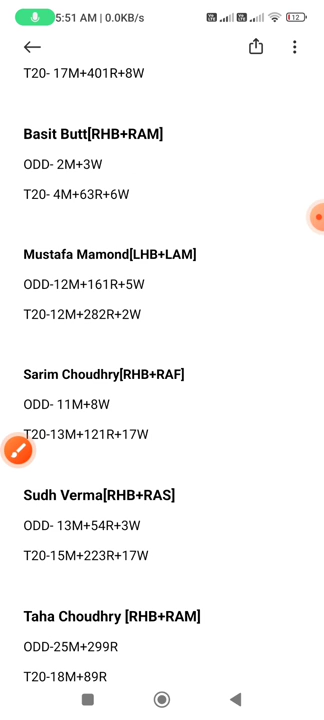 5:51 AM | 0.0KB/s
12
T20- 17M+401R+8W
Basit Butt[RHB+RAM]
ODD- 2M+3W
T20- 4M+63R+6W
Mustafa Mamond[LHB+LAM]
ODD-12M+161R+5W
T20-12M+282R+2W
Sarim Choudhry[RHB+RAF]
ODD- 11M+8W
T20-13M+121R+17W
Sudh Verma[RHB+RAS]
ODD- 13M+54R+3W
T20-15M+223R+17W
Taha Choudhry [RHB+RAM]
ODD-25M+299R
T20-18M+89R